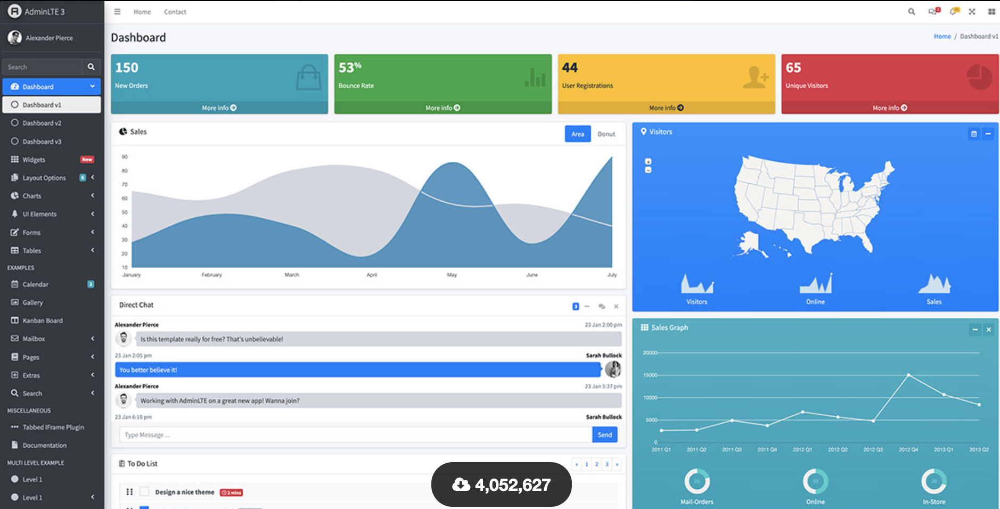 AdminLTE 3
Home Contact
3
15
Alexander Pierce
Search
Dashboard
Dashboard v1
Dashboard v2
Dashboard v3
Widgets New
Layout Options 6
Charts
UI Elements
Forms
Tables
EXAMPLES
Calendar 2
Gallery
Kanban Board
Mailbox
Pages
Extras
Search
MISCELLANEOUS
Tabbed IFrame Plugin
Documentation
MULTI LEVEL EXAMPLE
Level 1
Level 1
Dashboard
Home / Dashboard v1
150
New Orders
More info
53%
Bounce Rate
More info
44
User Registrations
More info
65
Unique Visitors
More info
Sales
Area Donut
90
80
70
60
50
40
30
20
10
January February March April May June July
Direct Chat
3
Alexander Pierce 23 Jan 2:00 pm
Is this template really for free? That's unbelievable!
23 Jan 2:05 pm Sarah Bullock
You better believe it!
Alexander Pierce 23 Jan 5:37 pm
Working with AdminLTE on a great new app! Wanna join?
23 Jan 6:10 pm Sarah Bullock
Type Message ...
Send
To Do List
« 1 2 3 »
Design a nice theme 2 mins
4,052,627
Visitors
+
−
Visitors Online Sales
Sales Graph
20000
15000
10000
5000
0
2011 Q1 2011 Q2 2011 Q3 2011 Q4 2012 Q1 2012 Q2 2012 Q3 2012 Q4 2013 Q1 2013 Q2
20 50 30
Mail-Orders Online In-Store